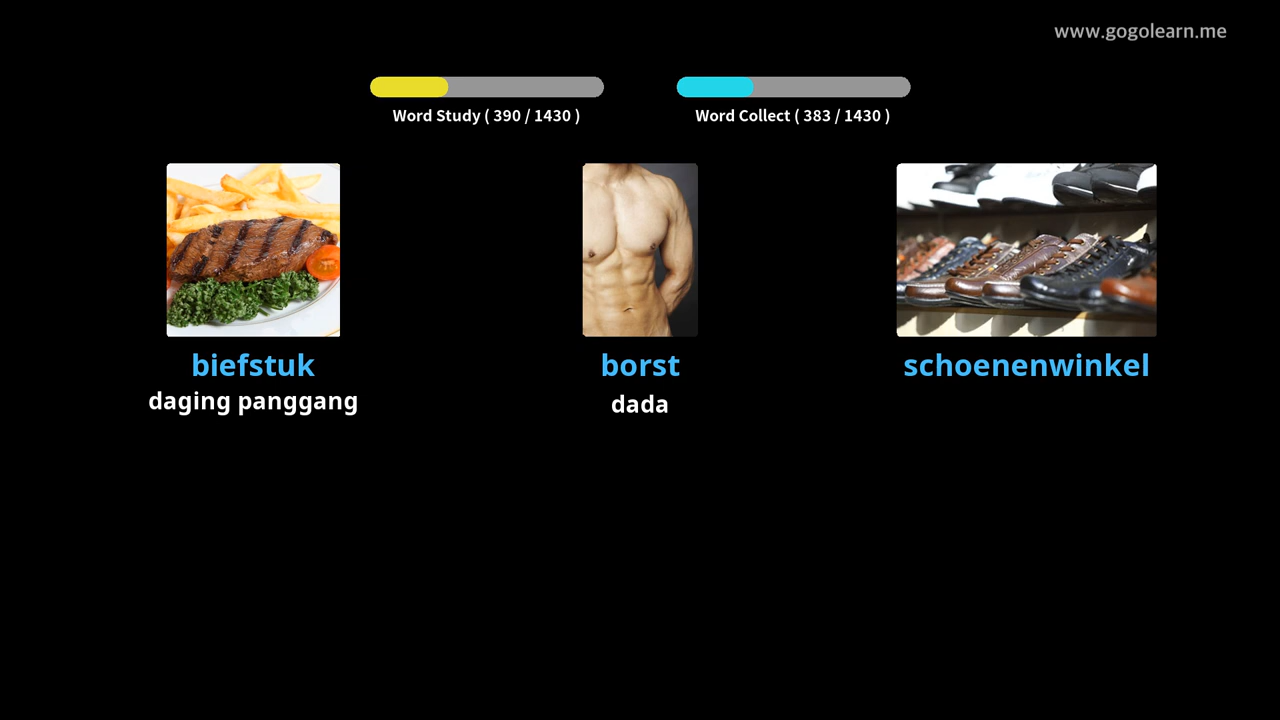 www.gogolearn.me
Word Study ( 390 / 1430 )
Word Collect ( 383 / 1430 )
biefstuk
borst
schoenenwinkel
daging panggang
dada